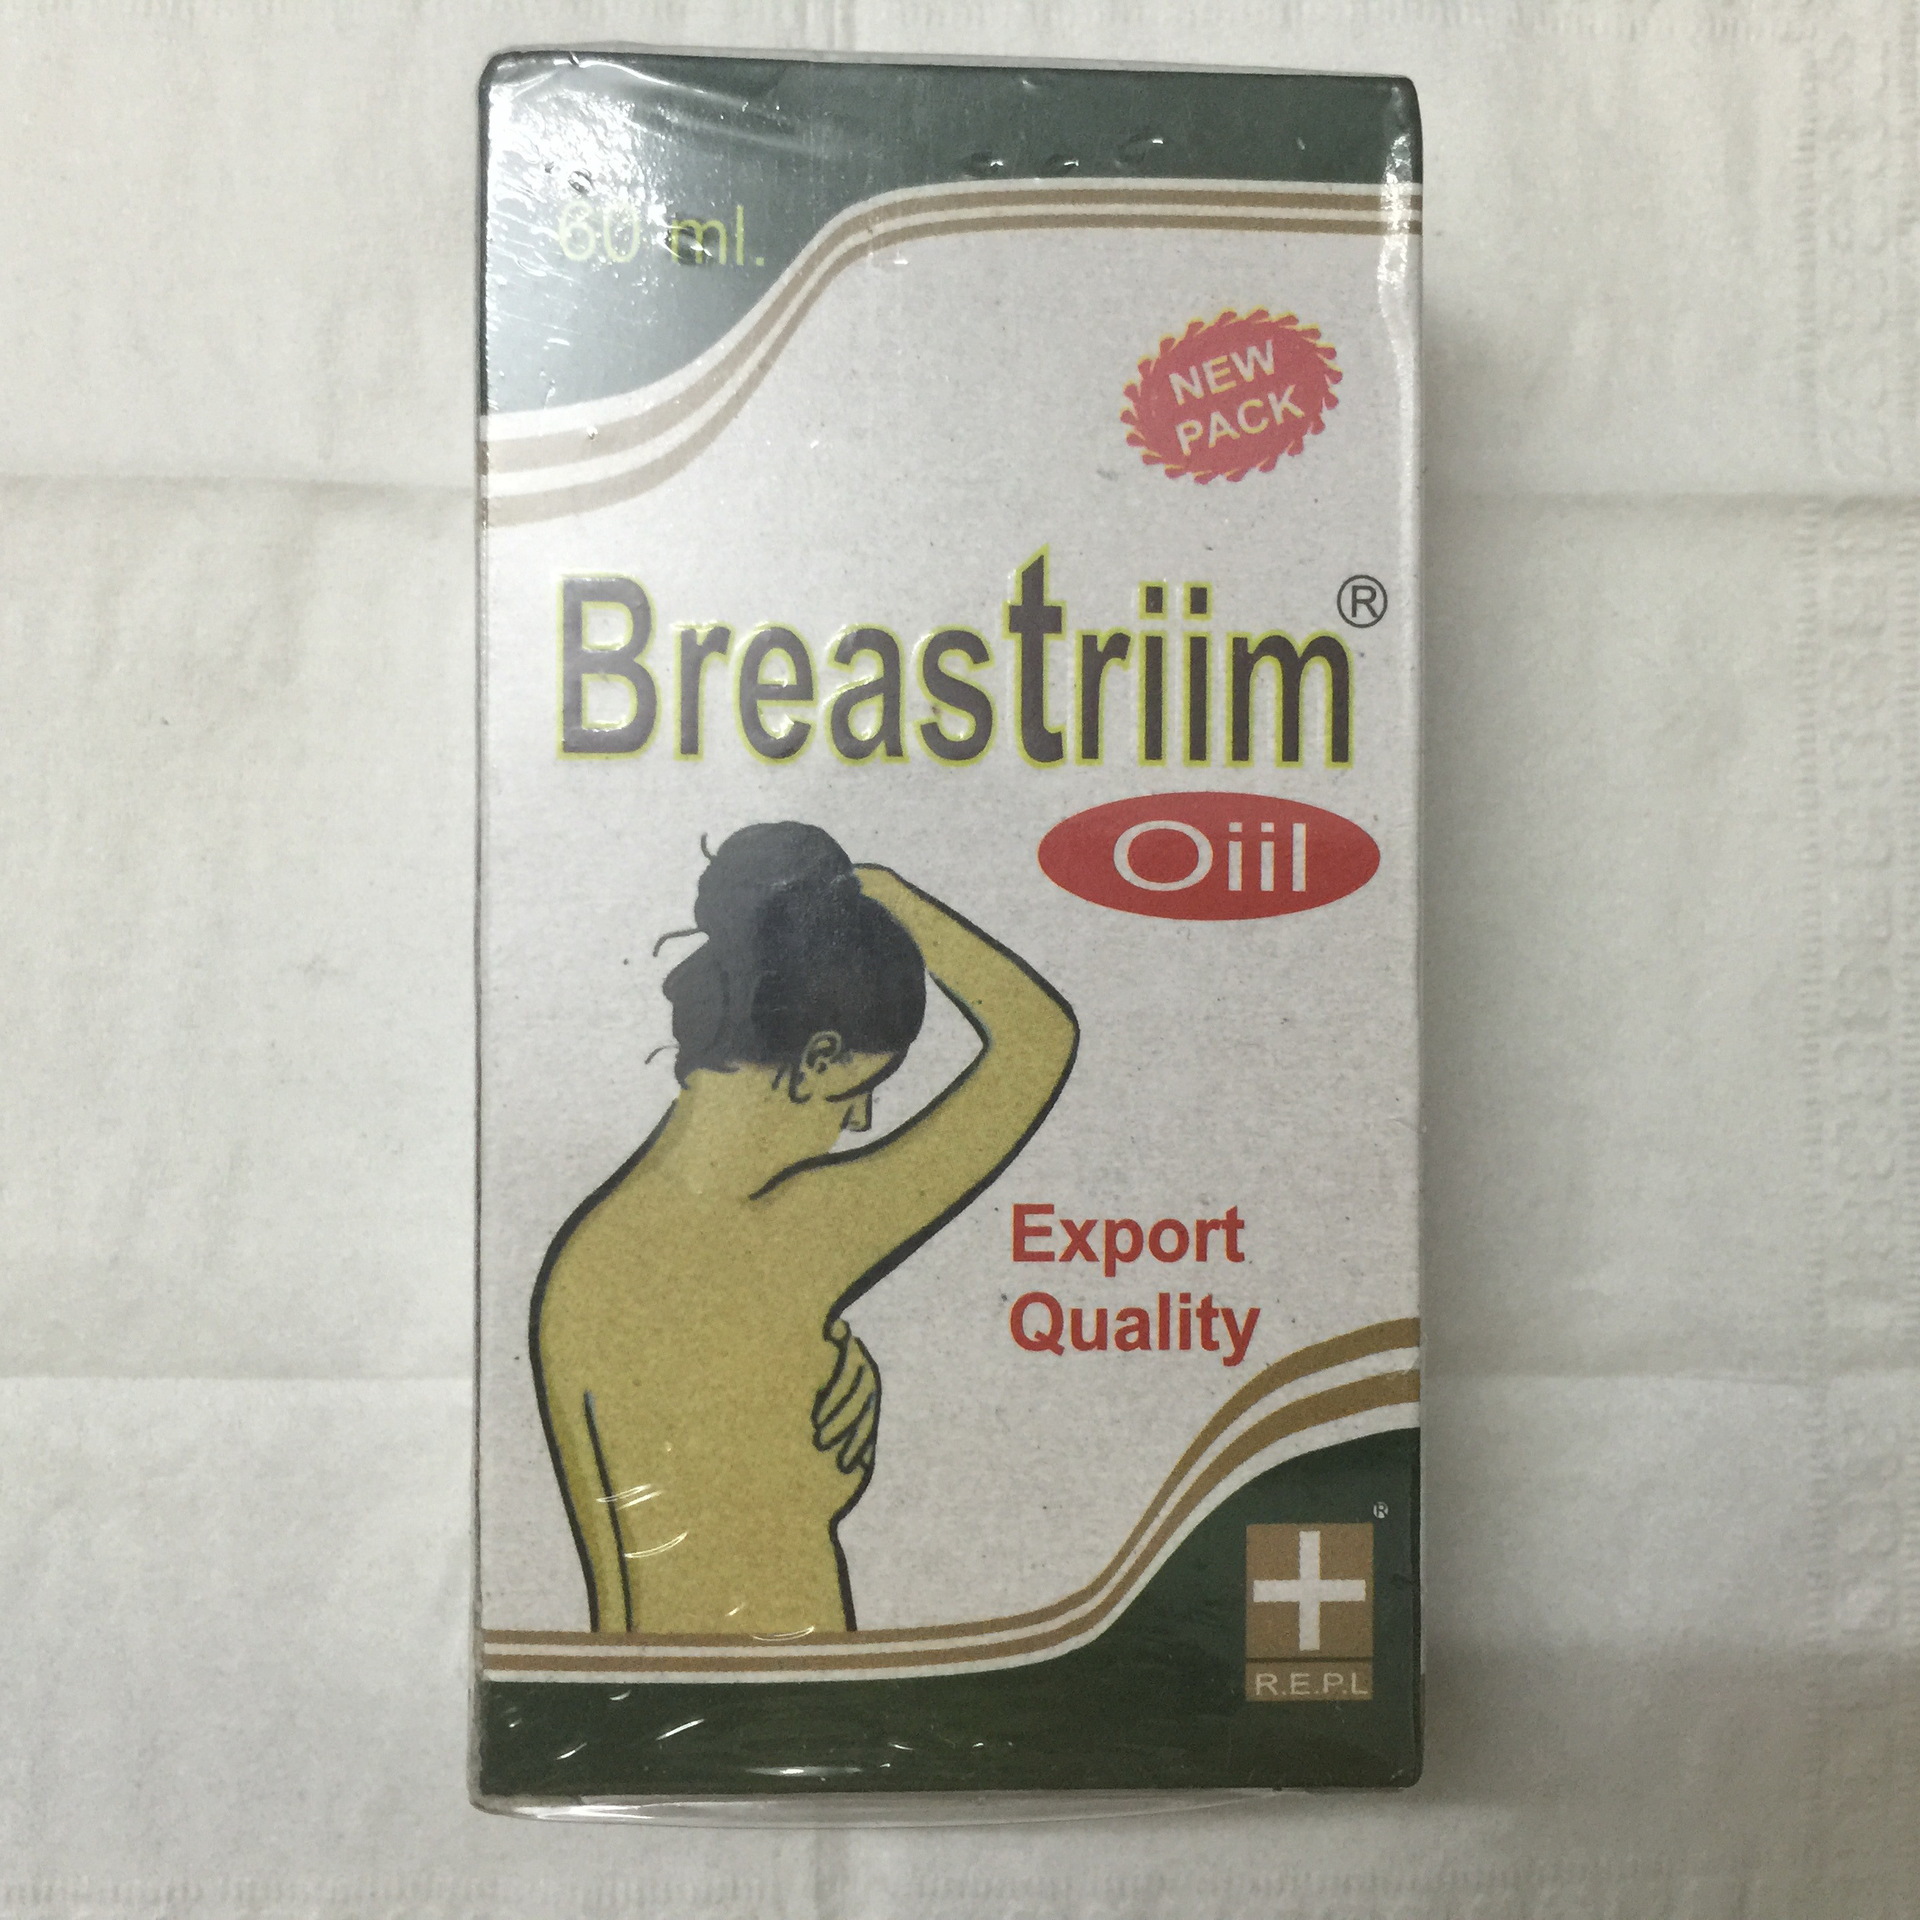 60 ml.
NEW
PACK
Breastriim®
Oiil
Export
Quality
®
R.E.P.L